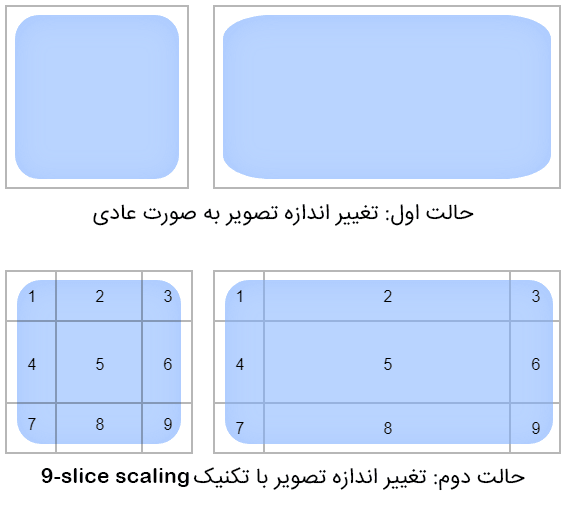 حالت اول: تغییر اندازه تصویر به صورت عادی
1 2 3 1 2 3
4 5 6 4 5 6
7 8 9 7 8 9
حالت دوم: تغییر اندازه تصویر با تکنیک 9-slice scaling